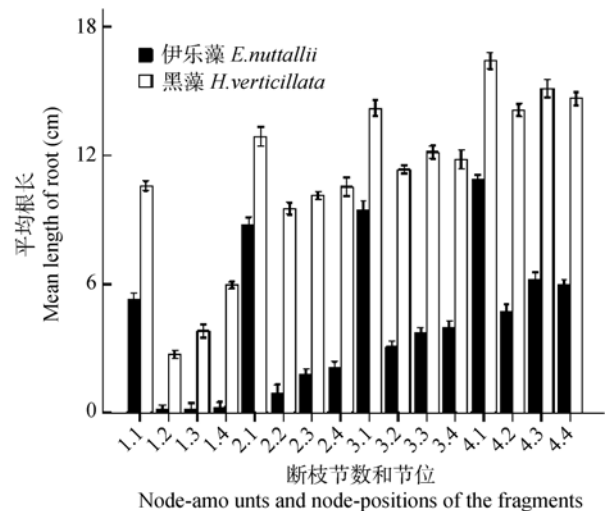 18
12
6
0
平均根长
Mean length of root (cm)
伊乐藻 E.nuttallii
黑藻 H.verticillata
1.1 1.2 1.3 1.4 2.1 2.2 2.3 2.4 3.1 3.2 3.3 3.4 4.1 4.2 4.3 4.4
断枝节数和节位
Node-amo unts and node-positions of the fragments